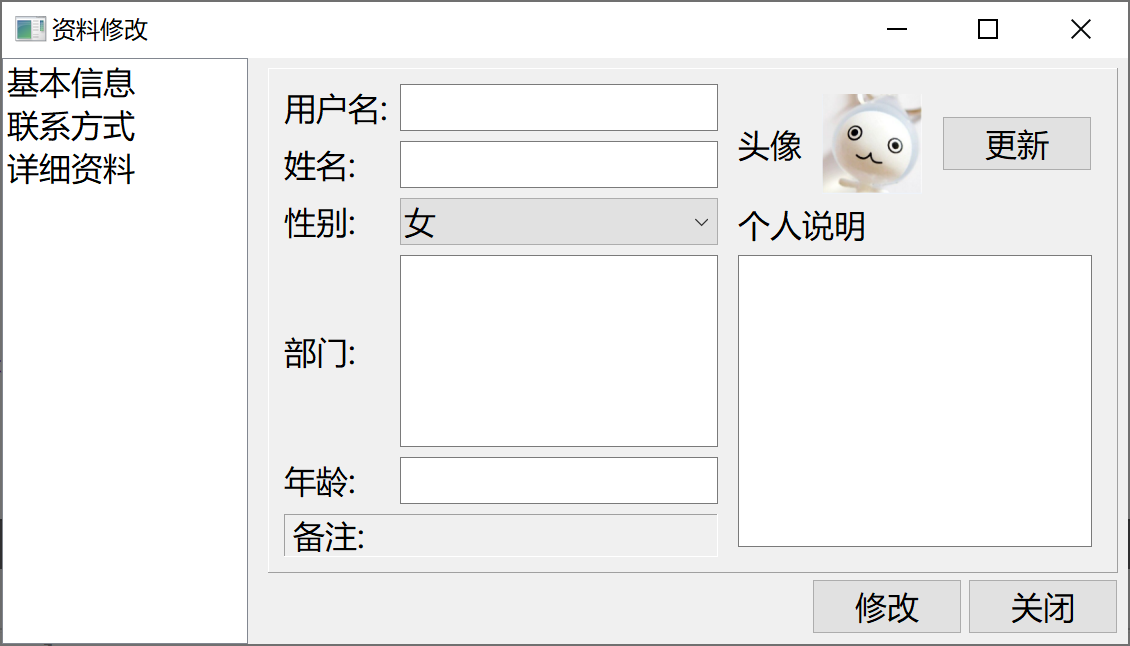 资料修改
基本信息
联系方式
详细资料
用户名:
姓名:
性别:
女
部门:
年龄:
备注:
头像
更新
个人说明
修改
关闭